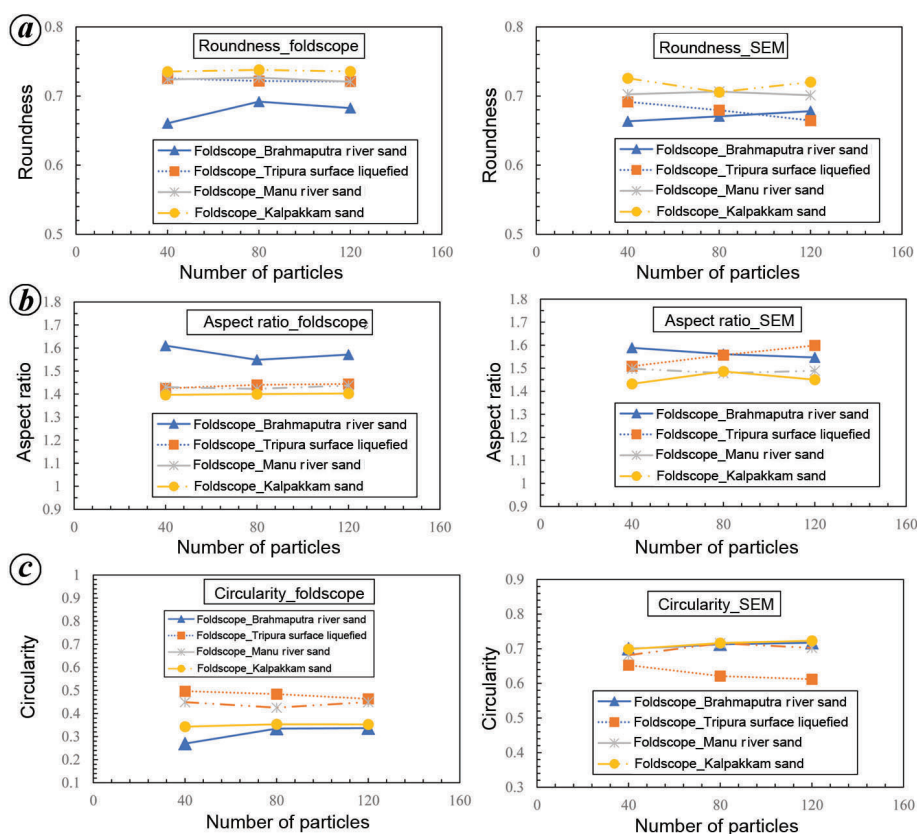 a
Roundness_foldscope
0.8
0.7
0.6
0.5
Roundness
Foldscope_Brahmaputra river sand
Foldscope_Tripura surface liquefied
Foldscope_Manu river sand
Foldscope_Kalpakkam sand
0 40 80 120 160
Number of particles
Roundness_SEM
0.8
0.7
0.6
0.5
Roundness
Foldscope_Brahmaputra river sand
Foldscope_Tripura surface liquefied
Foldscope_Manu river sand
Foldscope_Kalpakkam sand
0 40 80 120 160
Number of particles
b
Aspect ratio_foldscope
1.8
1.7
1.6
1.5
1.4
1.3
1.2
1.1
1
0.9
Aspect ratio
Foldscope_Brahmaputra river sand
Foldscope_Tripura surface liquefied
Foldscope_Manu river sand
Foldscope_Kalpakkam sand
0 40 80 120 160
Number of particles
Aspect ratio_SEM
1.8
1.7
1.6
1.5
1.4
1.3
1.2
1.1
1
0.9
Aspect ratio
Foldscope_Brahmaputra river sand
Foldscope_Tripura surface liquefied
Foldscope_Manu river sand
Foldscope_Kalpakkam sand
0 40 80 120 160
Number of particles
c
Circularity_foldscope
1
0.9
0.8
0.7
0.6
0.5
0.4
0.3
0.2
0.1
Circularity
Foldscope_Brahmaputra river sand
Foldscope_Tripura surface liquefied
Foldscope_Manu river sand
Foldscope_Kalpakkam sand
0 40 80 120 160
Number of particles
Circularity_SEM
0.9
0.8
0.7
0.6
0.5
0.4
0.3
Circularity
Foldscope_Brahmaputra river sand
Foldscope_Tripura surface liquefied
Foldscope_Manu river sand
Foldscope_Kalpakkam sand
0 40 80 120 160
Number of particles